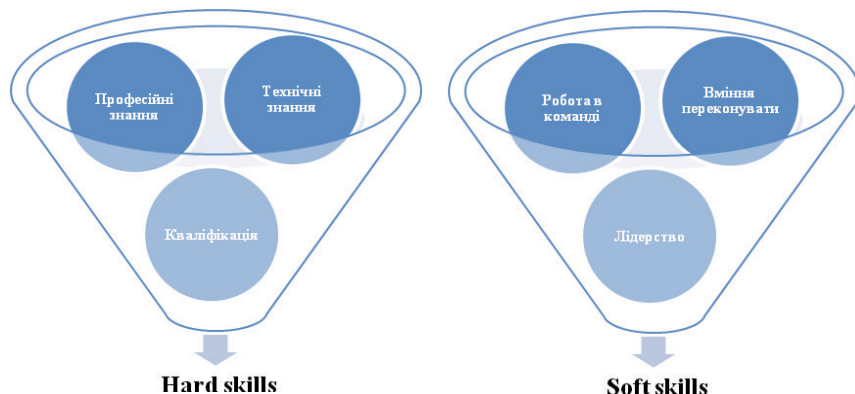 Професійні
знання
Технічні
знання
Кваліфікація
Hard skills
Робота в
команді
Вміння
переконувати
Лідерство
Soft skills